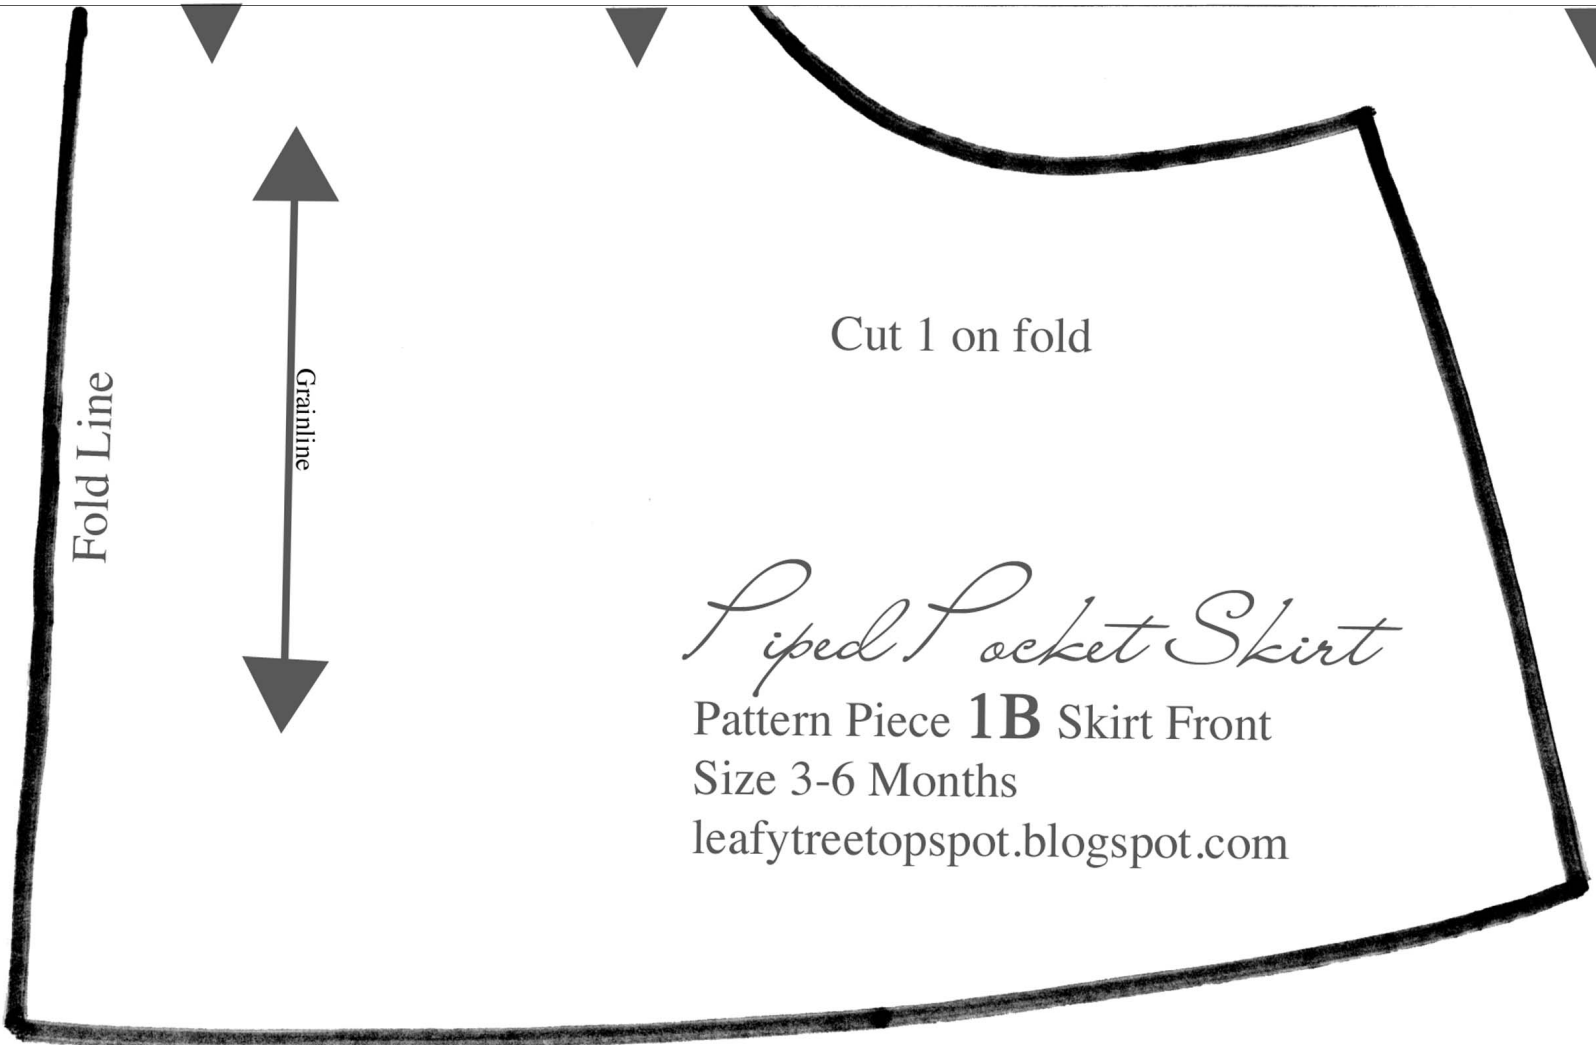 Cut 1 on fold
Grainline
Fold Line
Piped Pocket Skirt
Pattern Piece 1B Skirt Front
Size 3-6 Months
leafytreetopspot.blogspot.com